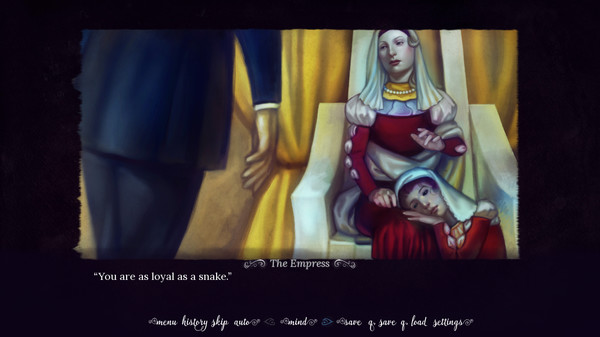 The Empress
“You are as loyal as a snake.”
menu history skip auto mind save q. save q. load settings